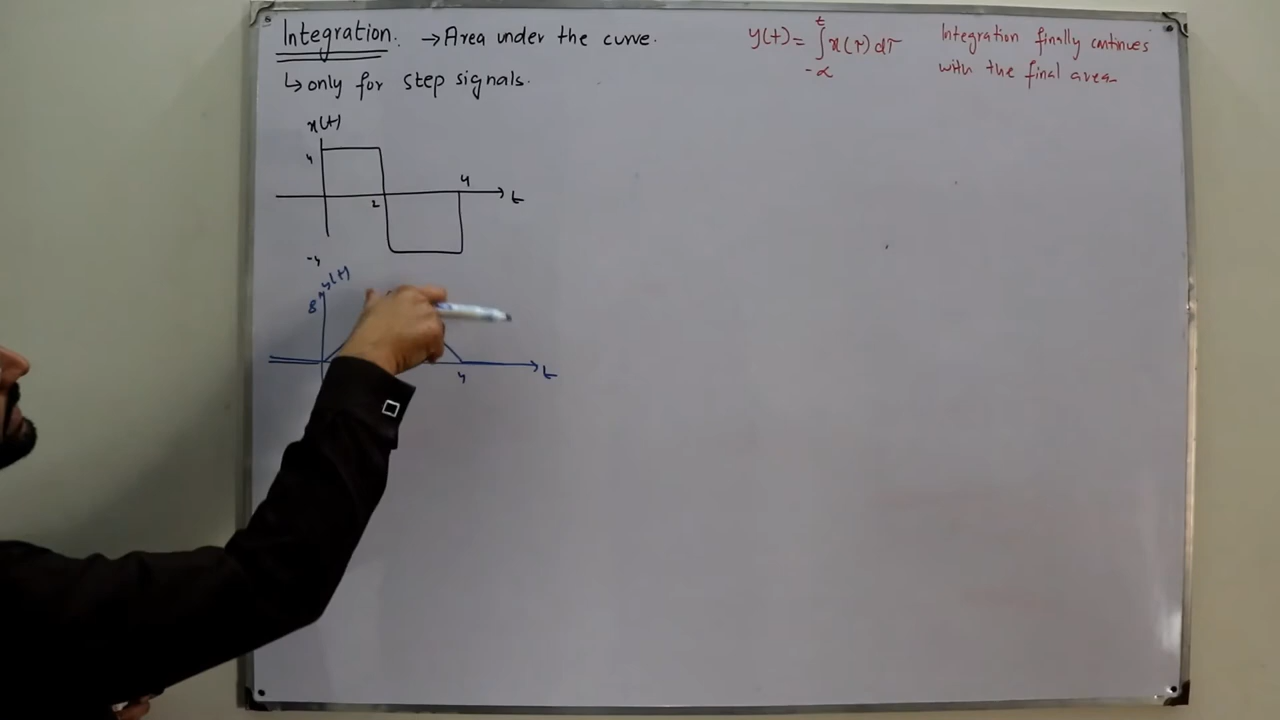 Integration. → Area under the curve.
↳ only for step signals.
y(t) = ∫_{-∝}^{t} x(τ) dτ
Integration finally continues
with the final area
x(t)
4
4
2
t
-4
y(t)
8
4
t